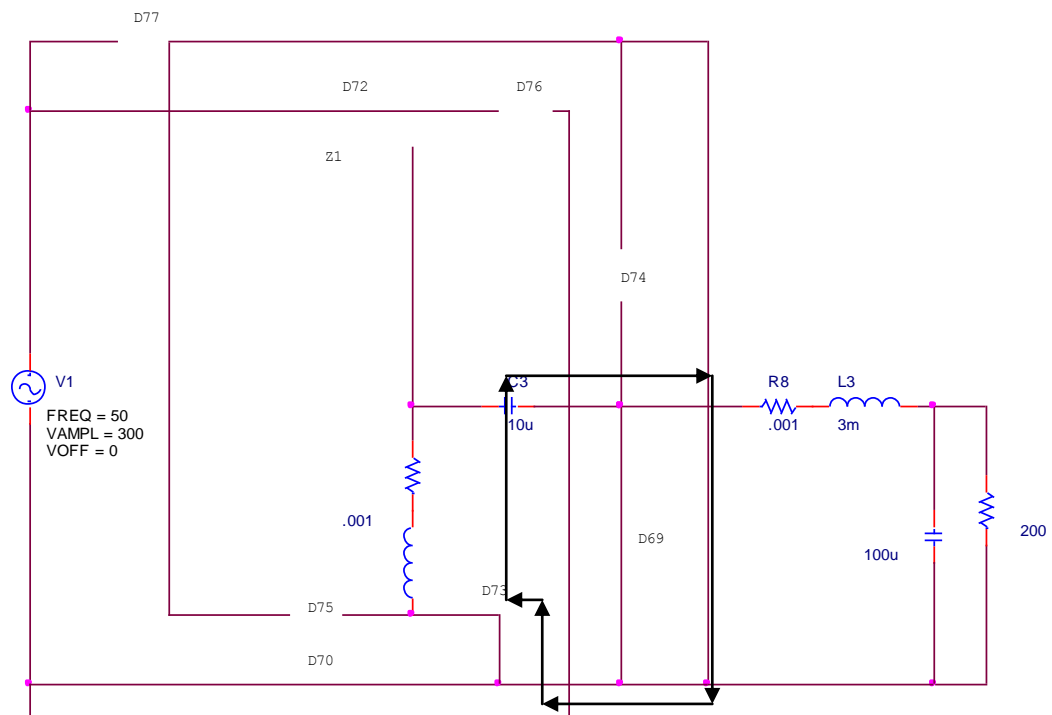 D77
D72
D76
Z1
D74
V1
FREQ = 50
VAMPL = 300
VOFF = 0
C3
10u
R8
.001
L3
3m
.001
D69
200
100u
D73
D75
D70